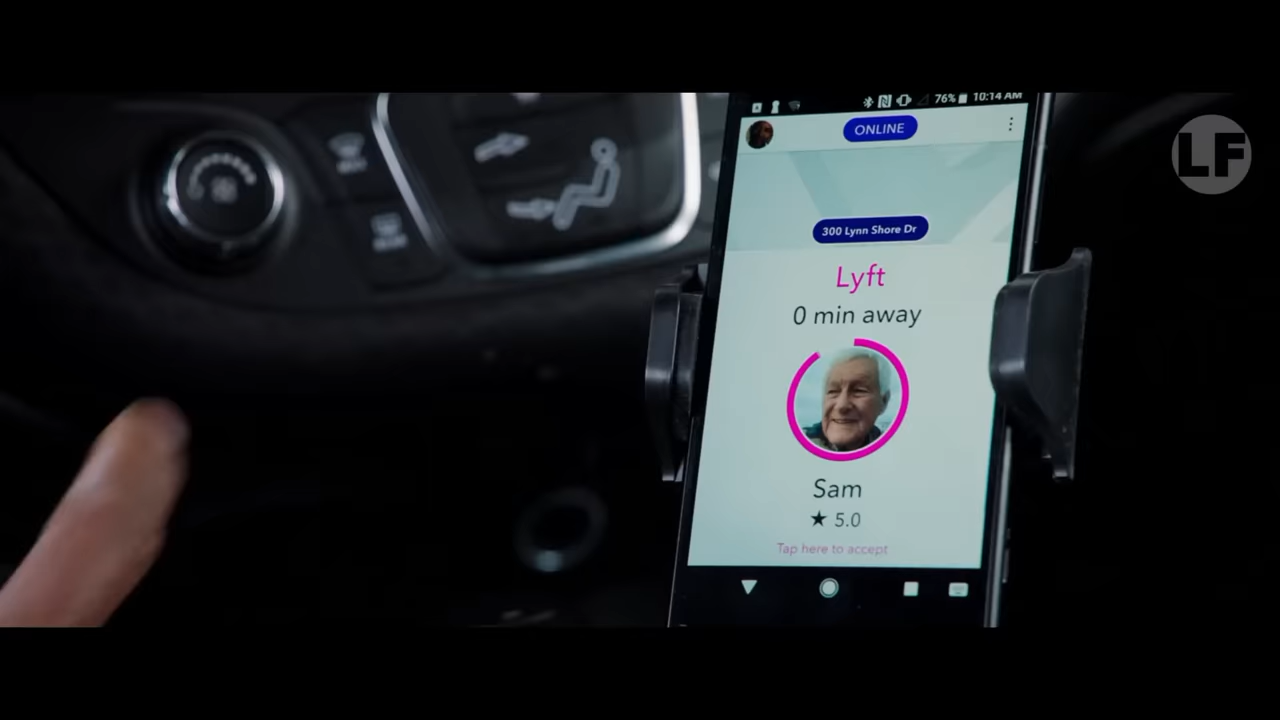 76% 10:14 AM
ONLINE
300 Lynn Shore Dr
Lyft
0 min away
Sam
★ 5.0
Tap here to accept
LF